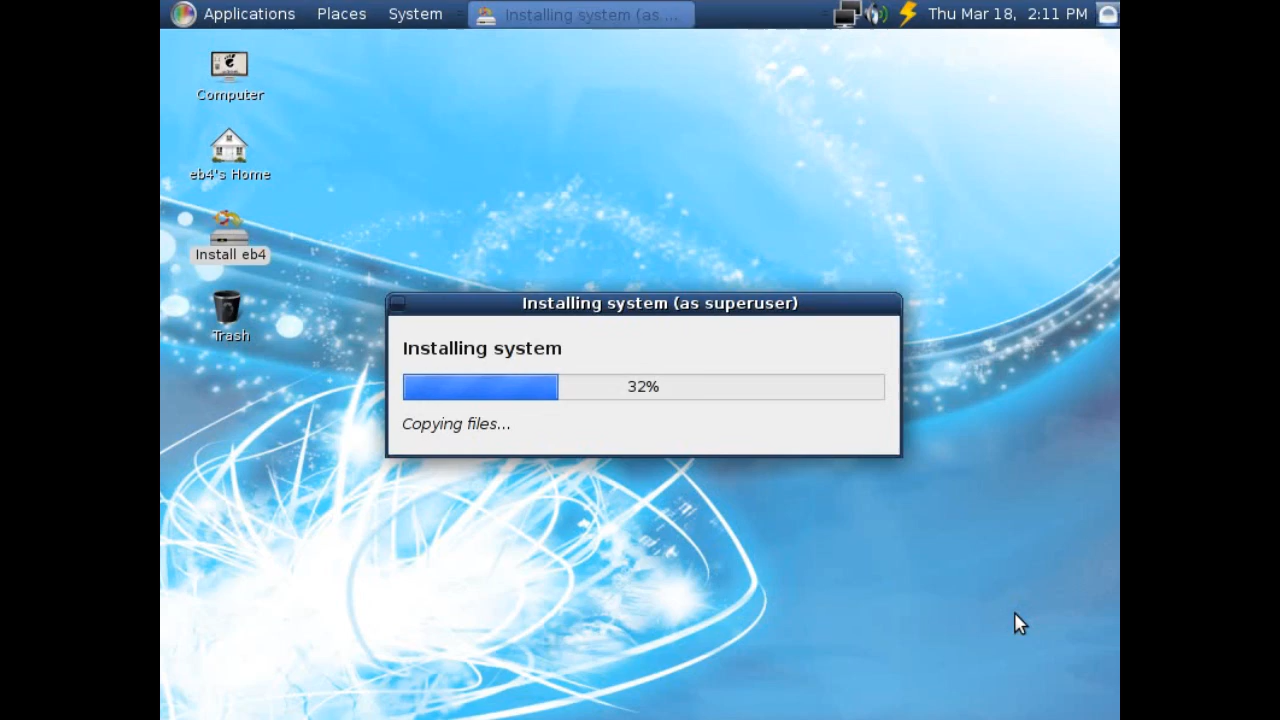 Applications Places System Installing system (as ... Thu Mar 18, 2:11 PM
Computer
eb4's Home
Install eb4
Trash
Installing system (as superuser)
Installing system
32%
Copying files...